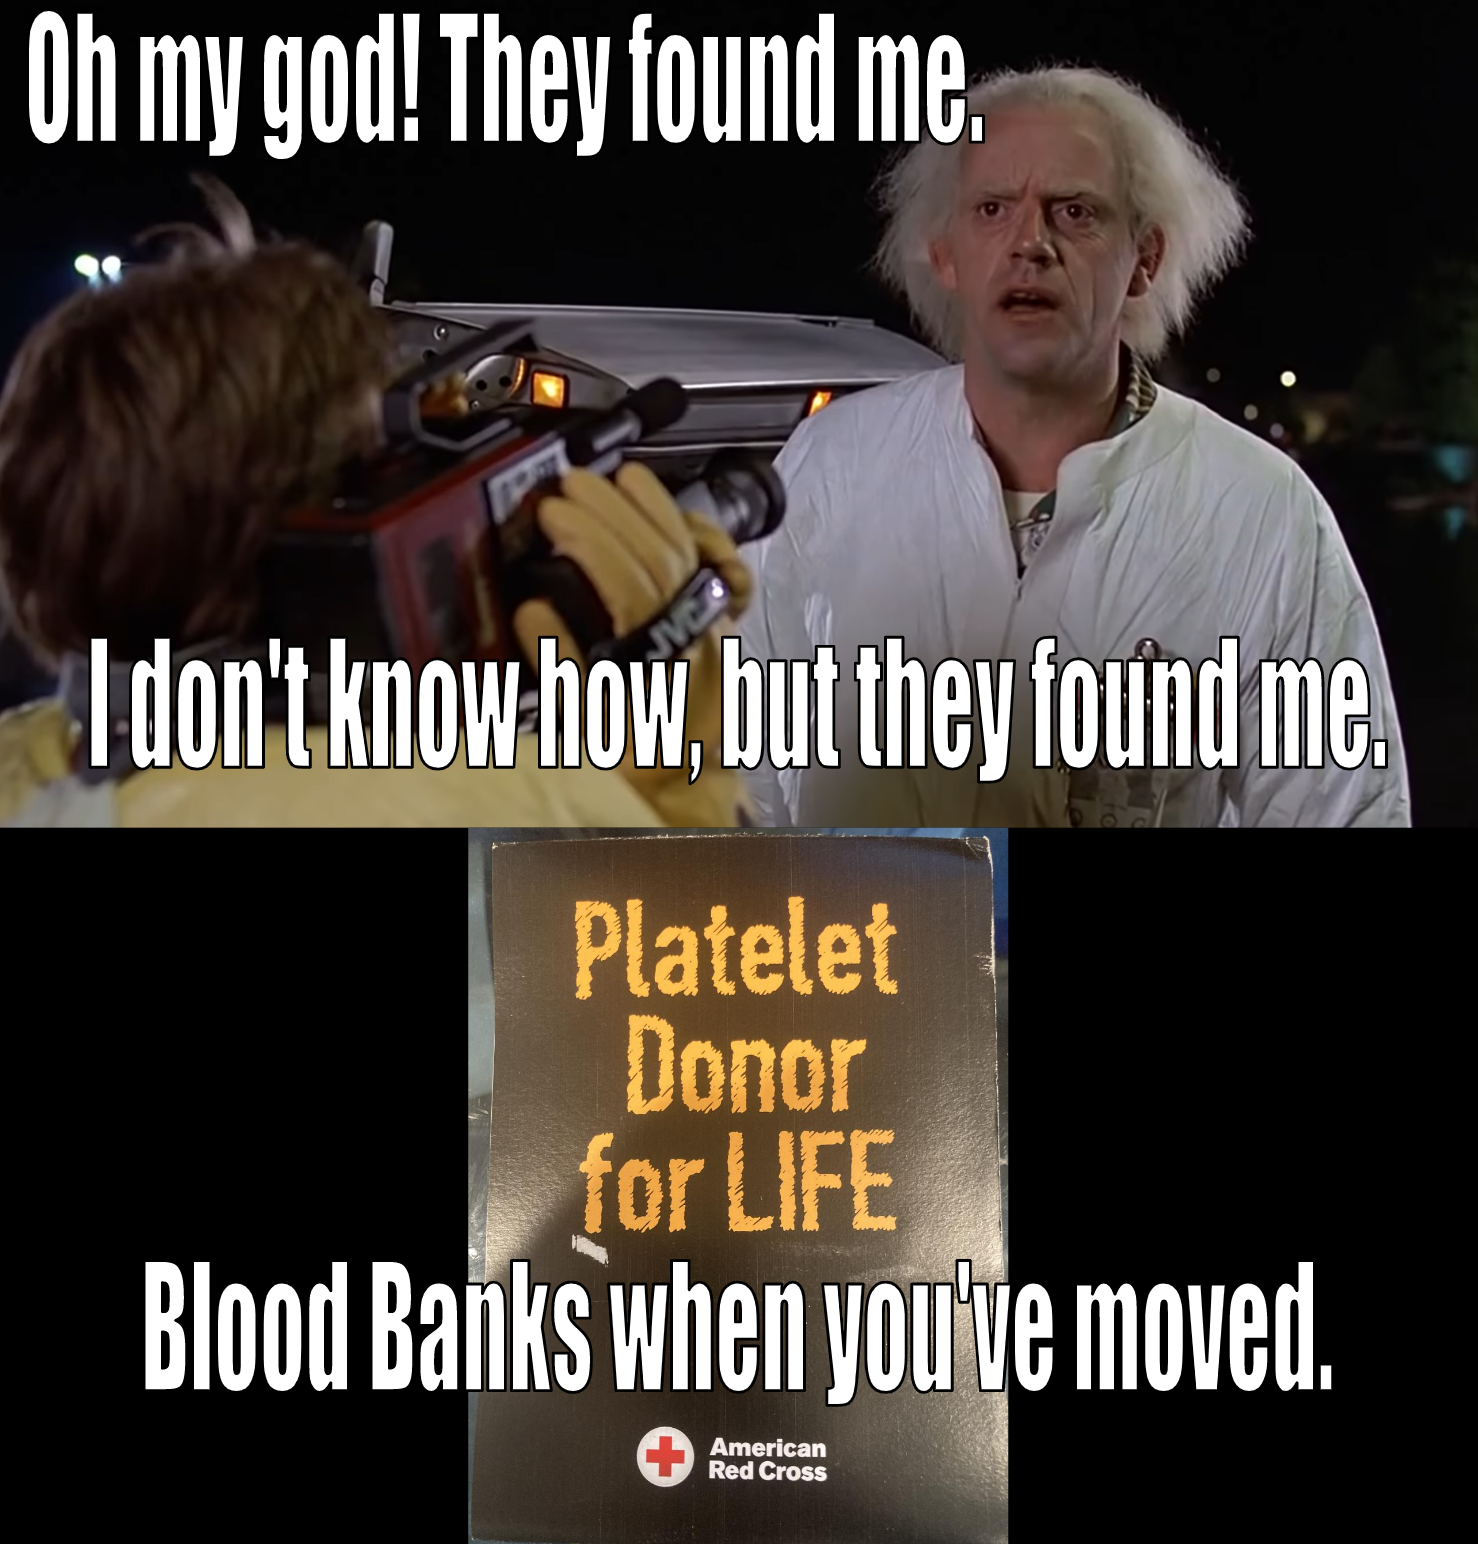 Oh my god! They found me.
JVC
I don't know how, but they found me.
Platelet
Donor
for LIFE
Blood Banks when you've moved.
American
Red Cross